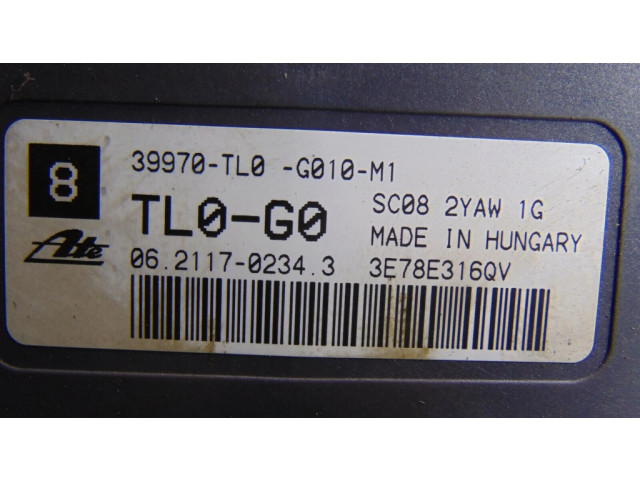 8
39970-TL0 -G010-M1
TL0-G0
SC08 2YAW 1G
MADE IN HUNGARY
Ate
06.2117-0234.3 3E78E316QV